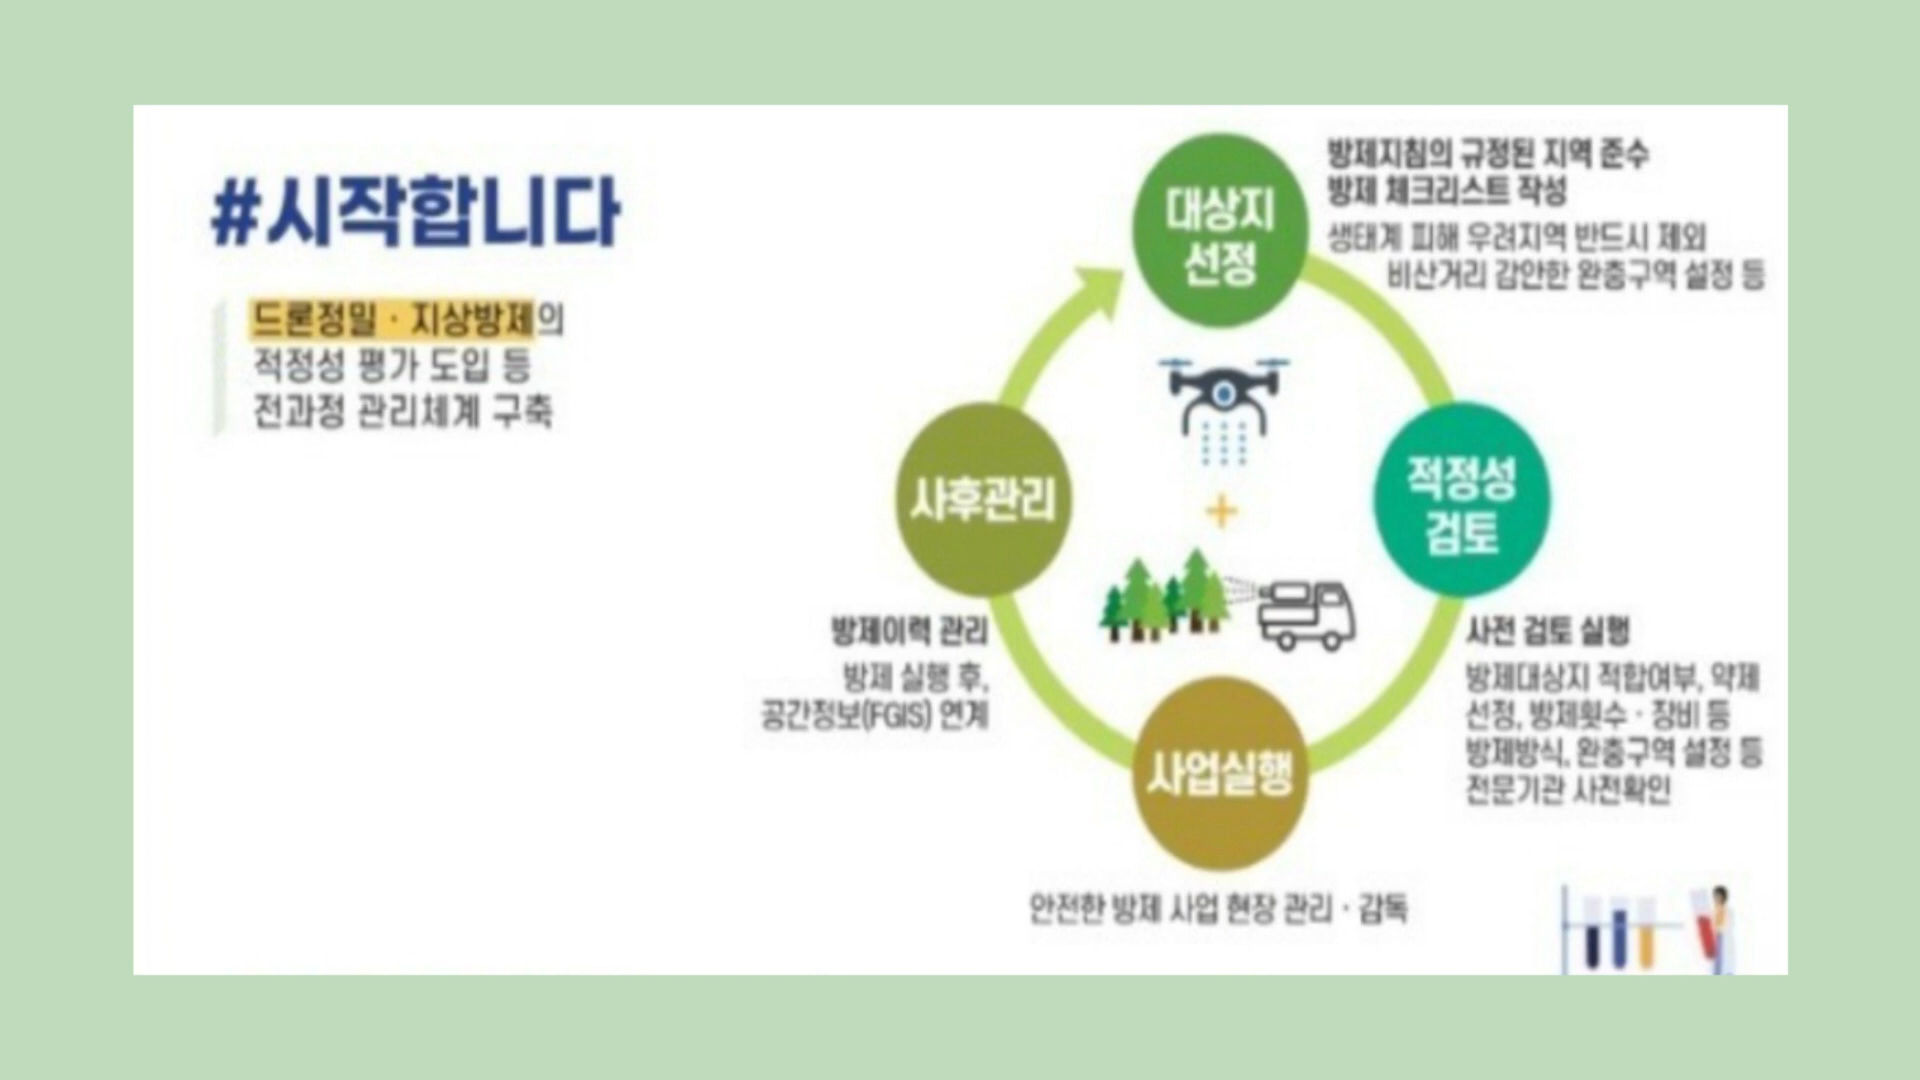 #시작합니다
드론정밀 · 지상방제의
적정성 평가 도입 등
전과정 관리체계 구축
대상지
선정
방제지침의 규정된 지역 준수
방제 체크리스트 작성
생태계 피해 우려지역 반드시 제외
비산거리 감안한 완충구역 설정 등
적정성
검토
사전 검토 실행
방제대상지 적합여부, 약제
선정, 방제횟수 · 장비 등
방제방식, 완충구역 설정 등
전문기관 사전확인
사업실행
안전한 방제 사업 현장 관리 · 감독
사후관리
방제이력 관리
방제 실행 후,
공간정보(FGIS) 연계